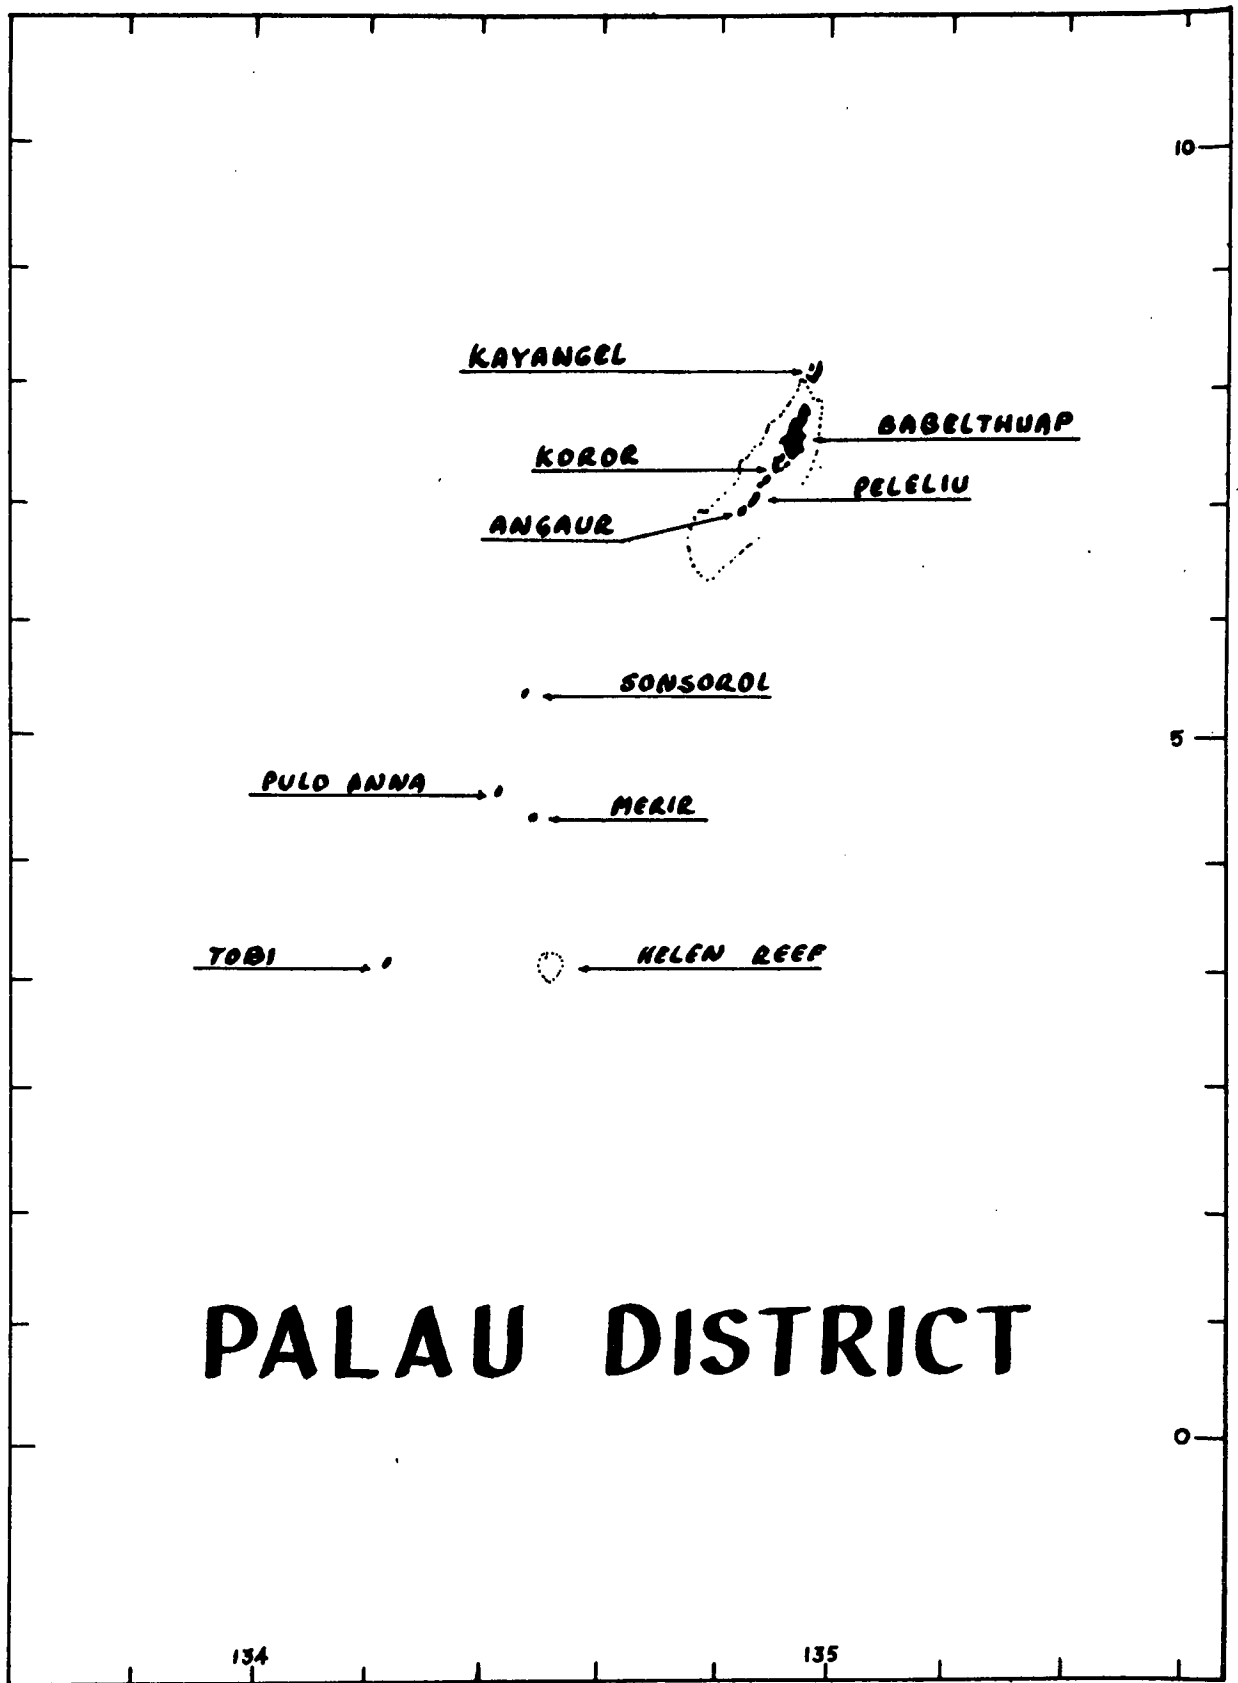 10
KAYANGEL
BABELTHUAP
KOROR
PELELIU
ANGAUR
SONSOROL
5
PULO ANNA
MERIR
TOBI
HELEN REEF
PALAU DISTRICT
0
134
135